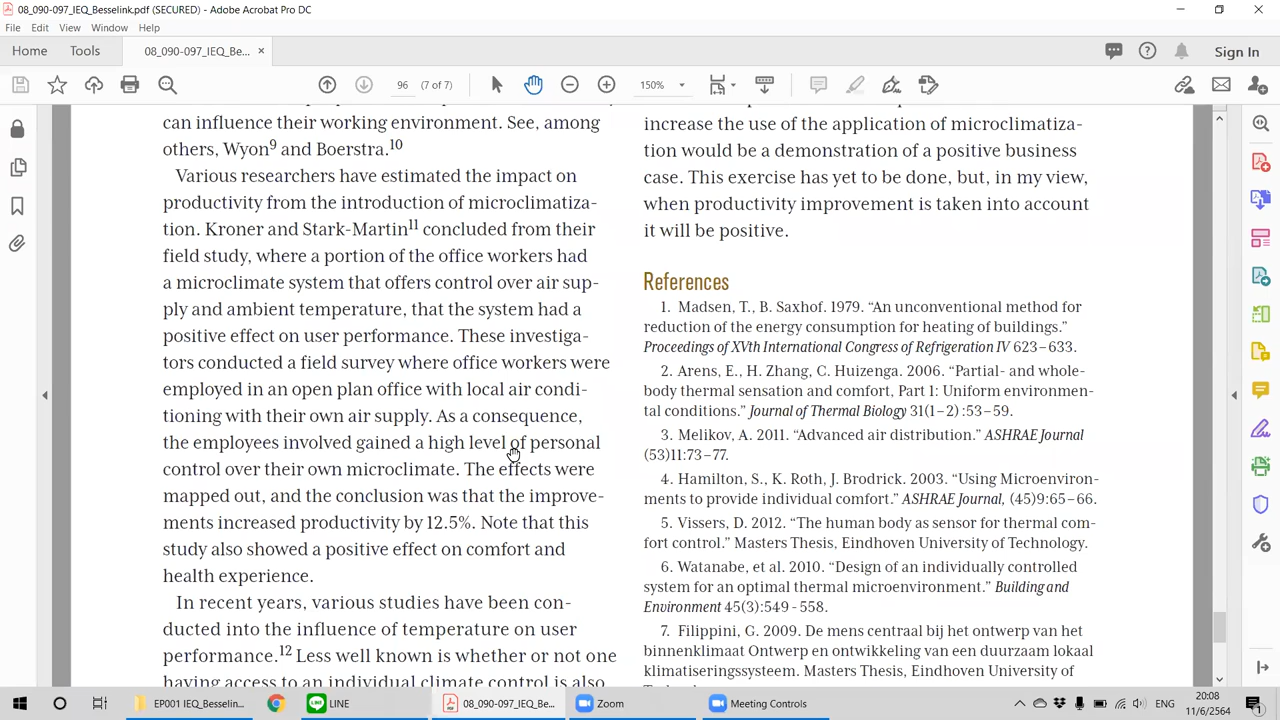 08_090-097_IEQ_Besselink.pdf (SECURED) - Adobe Acrobat Pro DC
File Edit View Window Help
Home Tools 08_090-097_IEQ_Be... × Sign In
96 (7 of 7) 150%
can influence their working environment. See, among
others, Wyon9 and Boerstra.10
Various researchers have estimated the impact on
productivity from the introduction of microclimatiza-
tion. Kroner and Stark-Martin11 concluded from their
field study, where a portion of the office workers had
a microclimate system that offers control over air sup-
ply and ambient temperature, that the system had a
positive effect on user performance. These investiga-
tors conducted a field survey where office workers were
employed in an open plan office with local air condi-
tioning with their own air supply. As a consequence,
the employees involved gained a high level of personal
control over their own microclimate. The effects were
mapped out, and the conclusion was that the improve-
ments increased productivity by 12.5%. Note that this
study also showed a positive effect on comfort and
health experience.
In recent years, various studies have been con-
ducted into the influence of temperature on user
performance.12 Less well known is whether or not one
having access to an individual climate control is also
increase the use of the application of microclimatiza-
tion would be a demonstration of a positive business
case. This exercise has yet to be done, but, in my view,
when productivity improvement is taken into account
it will be positive.
References
1. Madsen, T., B. Saxhof. 1979. “An unconventional method for
reduction of the energy consumption for heating of buildings.”
Proceedings of XVth International Congress of Refrigeration IV 623–633.
2. Arens, E., H. Zhang, C. Huizenga. 2006. “Partial- and whole-
body thermal sensation and comfort, Part 1: Uniform environmen-
tal conditions.” Journal of Thermal Biology 31(1–2) :53–59.
3. Melikov, A. 2011. “Advanced air distribution.” ASHRAE Journal
(53)11:73–77.
4. Hamilton, S., K. Roth, J. Brodrick. 2003. “Using Microenviron-
ments to provide individual comfort.” ASHRAE Journal, (45)9:65–66.
5. Vissers, D. 2012. “The human body as sensor for thermal com-
fort control.” Masters Thesis, Eindhoven University of Technology.
6. Watanabe, et al. 2010. “Design of an individually controlled
system for an optimal thermal microenvironment.” Building and
Environment 45(3):549 - 558.
7. Filippini, G. 2009. De mens centraal bij het ontwerp van het
binnenklimaat Ontwerp en ontwikkeling van een duurzaam lokaal
klimatiseringssysteem. Masters Thesis, Eindhoven University of
EP001 IEQ_Besselin... LINE 08_090-097_IEQ_Be... Zoom Meeting Controls ENG 20:08
11/6/2564